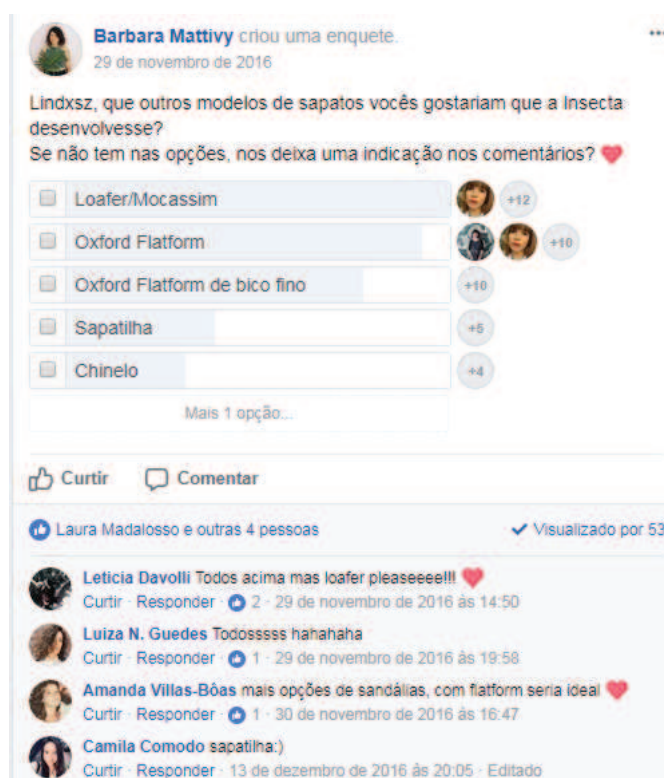 Barbara Mattivy criou uma enquete.
29 de novembro de 2016
Lindxsz, que outros modelos de sapatos vocês gostariam que a Insecta
desenvolvesse?
Se não tem nas opções, nos deixa uma indicação nos comentários? ❤
Loafer/Mocassim +12
Oxford Flatform +10
Oxford Flatform de bico fino +10
Sapatilha +5
Chinelo +4
Mais 1 opção...
Curtir Comentar
Laura Madalosso e outras 4 pessoas ✓ Visualizado por 53
Leticia Davolli Todos acima mas loafer pleaseeee!!! ❤
Curtir · Responder · 2 · 29 de novembro de 2016 às 14:50
Luiza N. Guedes Todosssss hahahaha
Curtir · Responder · 1 · 29 de novembro de 2016 às 19:58
Amanda Villas-Bôas mais opções de sandálias, com flatform seria ideal ❤
Curtir · Responder · 1 · 30 de novembro de 2016 às 16:47
Camila Comodo sapatilha:)
Curtir · Responder · 13 de dezembro de 2016 às 20:05 · Editado